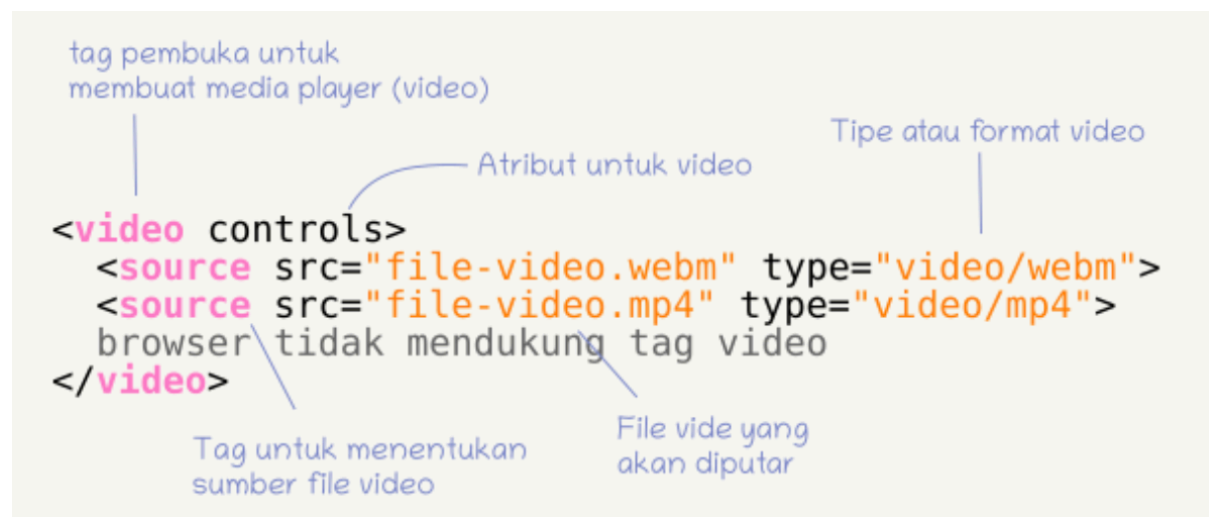 tag pembuka untuk
membuat media player (video)
Tipe atau format video
Atribut untuk video
<video controls>
<source src="file-video.webm" type="video/webm">
<source src="file-video.mp4" type="video/mp4">
browser tidak mendukung tag video
</video>
Tag untuk menentukan
sumber file video
File vide yang
akan diputar